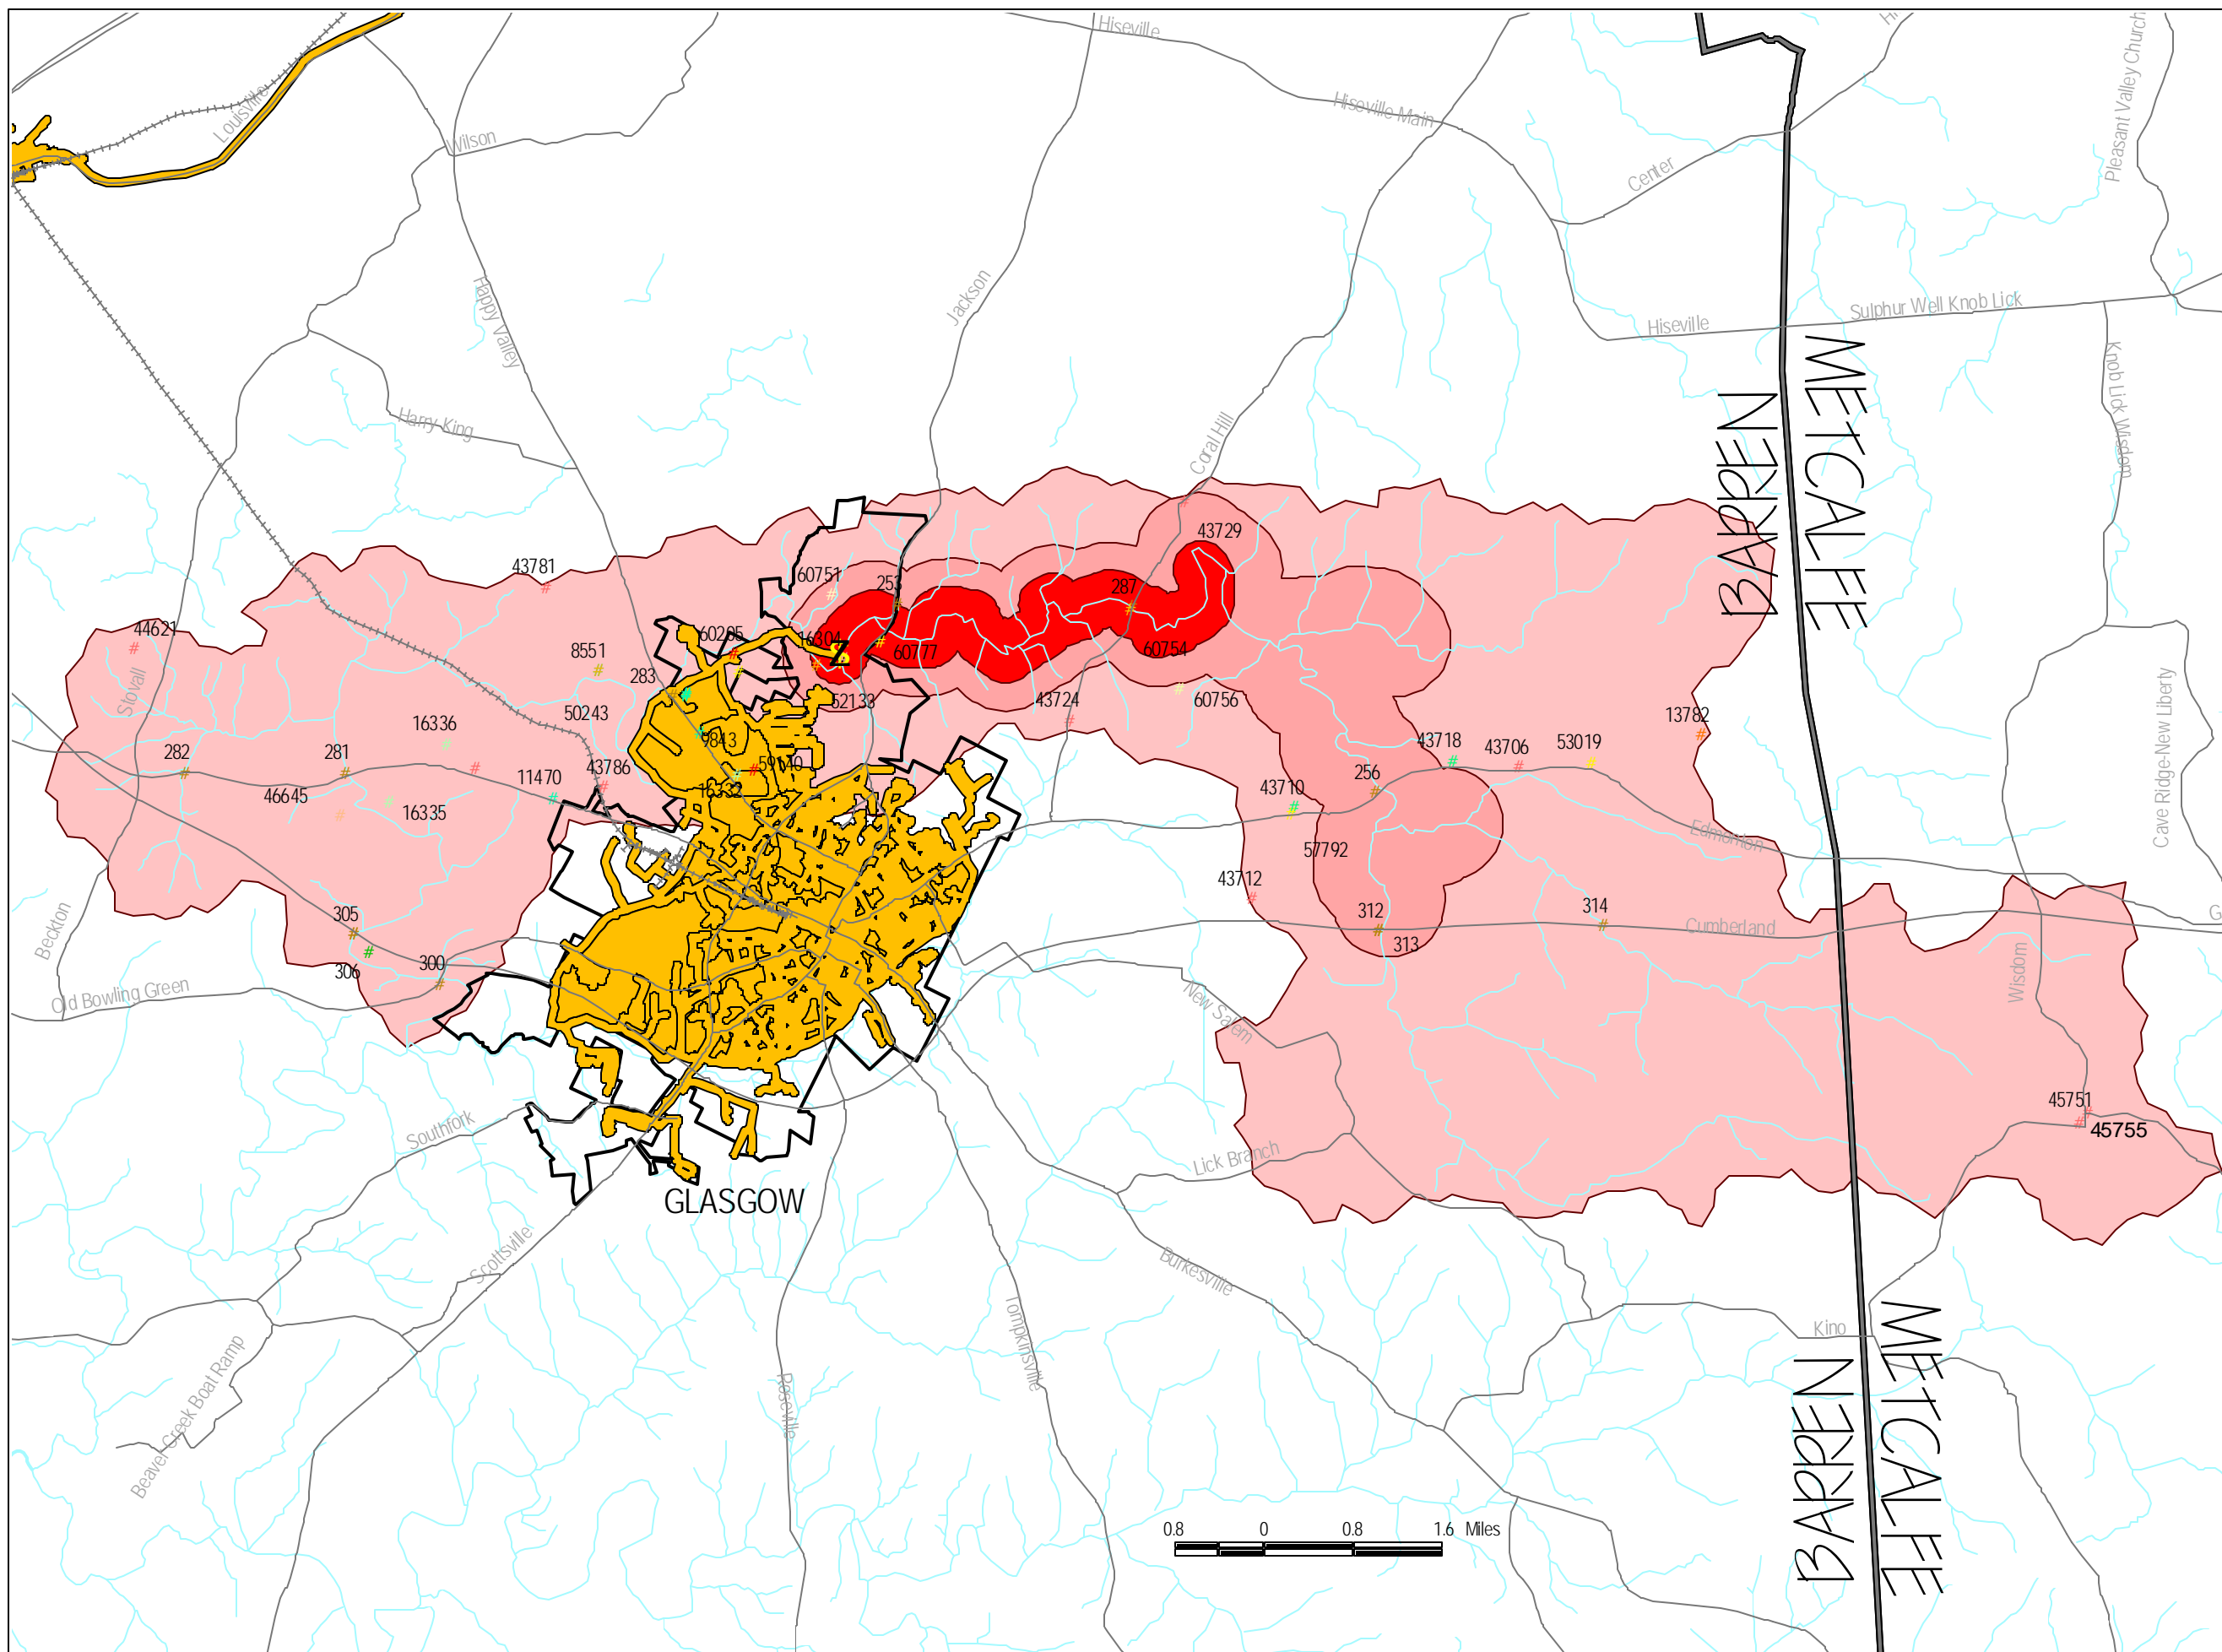 Hiseville
Louisville
Wilson
Hiseville Main
Center
Hi
Pleasant Valley Church
Happy Valley
Jackson
Sulphur Well Knob Lick
Hiseville
Knob Lick Wisdom
METCALFE
BARREN
Harry King
Coral Hill
43729
43781
60751
253
287
44621
60205
16304
Z
60777
60754
8551
283
Slovall
52133
43724
60756
16336
50243
9843
13782
282
281
43786
59140
43718
43706
53019
256
46645
11470
16332
43710
16335
Edmonton
Cave Ridge-New Liberty
57792
43712
305
312
314
Cumberland
G
Beckton
306
300
313
Wisdom
Old Bowling Green
New Salem
45751
45755
Southfork
Lick Branch
GLASGOW
Scottsville
Burkesville
Tompkinsville
Kino
METCALFE
BARREN
Beaver Creek Boat Ramp
Roseville
0.8 0 0.8 1.6 Miles